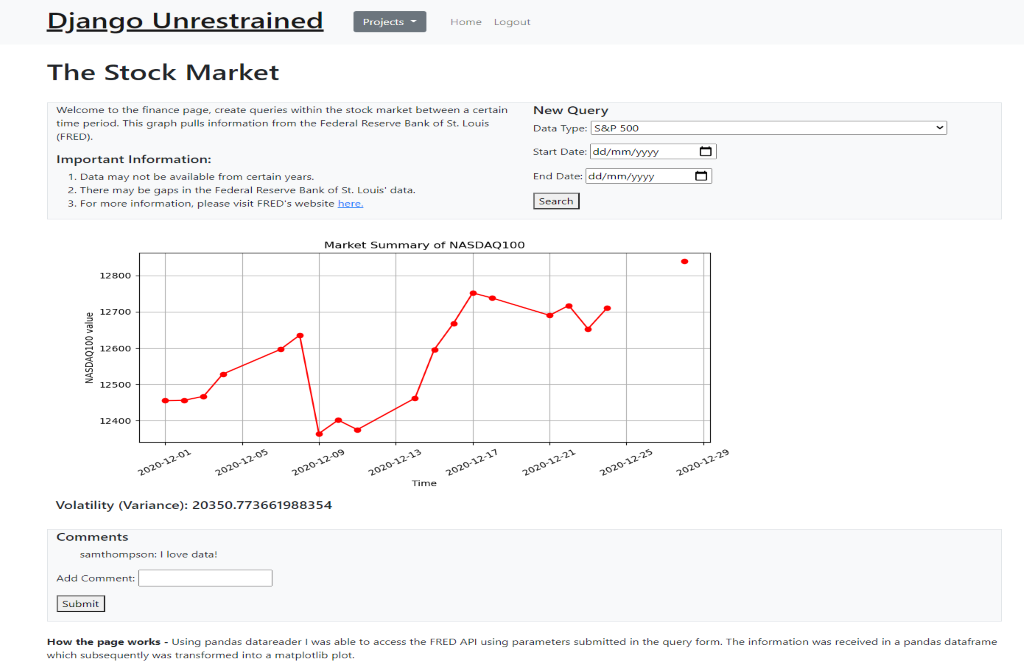 Django Unrestrained Projects Home Logout
The Stock Market
Welcome to the finance page, create queries within the stock market between a certain
time period. This graph pulls information from the Federal Reserve Bank of St. Louis
(FRED).
Important Information:
1. Data may not be available from certain years.
2. There may be gaps in the Federal Reserve Bank of St. Louis' data.
3. For more information, please visit FRED's website here.
New Query
Data Type: S&P 500
Start Date: dd/mm/yyyy
End Date: dd/mm/yyyy
Search
Market Summary of NASDAQ100
NASDAQ100 value
12800
12700
12600
12500
12400
2020-12-01 2020-12-05 2020-12-09 2020-12-13 2020-12-17 2020-12-21 2020-12-25 2020-12-29
Time
Volatility (Variance): 20350.773661988354
Comments
samthompson: I love data!
Add Comment:
Submit
How the page works - Using pandas datareader I was able to access the FRED API using parameters submitted in the query form. The information was received in a pandas dataframe
which subsequently was transformed into a matplotlib plot.